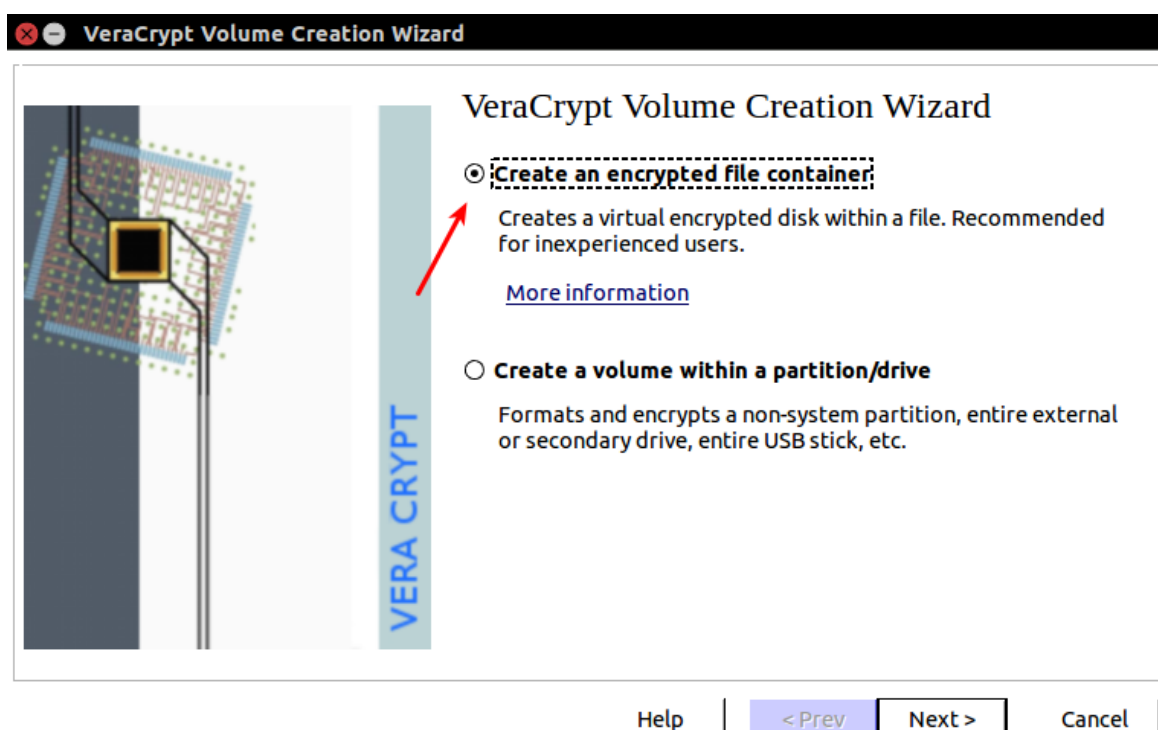 VeraCrypt Volume Creation Wizard
VeraCrypt Volume Creation Wizard
Create an encrypted file container
Creates a virtual encrypted disk within a file. Recommended
for inexperienced users.
More information
Create a volume within a partition/drive
Formats and encrypts a non-system partition, entire external
or secondary drive, entire USB stick, etc.
VERA CRYPT
Help < Prev Next > Cancel